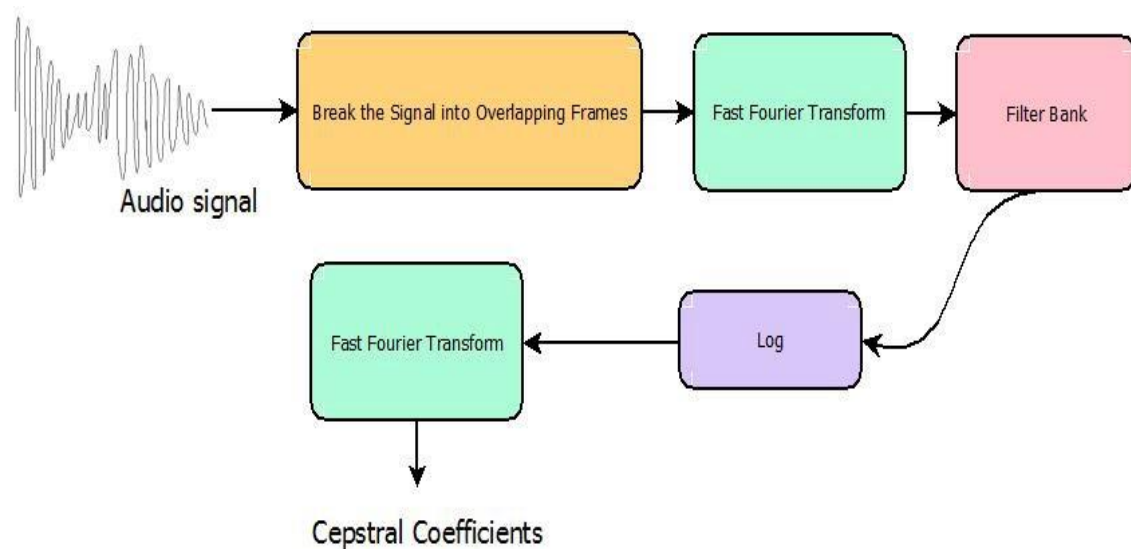 Audio signal
Break the Signal into Overlapping Frames
Fast Fourier Transform
Filter Bank
Log
Fast Fourier Transform
Cepstral Coefficients